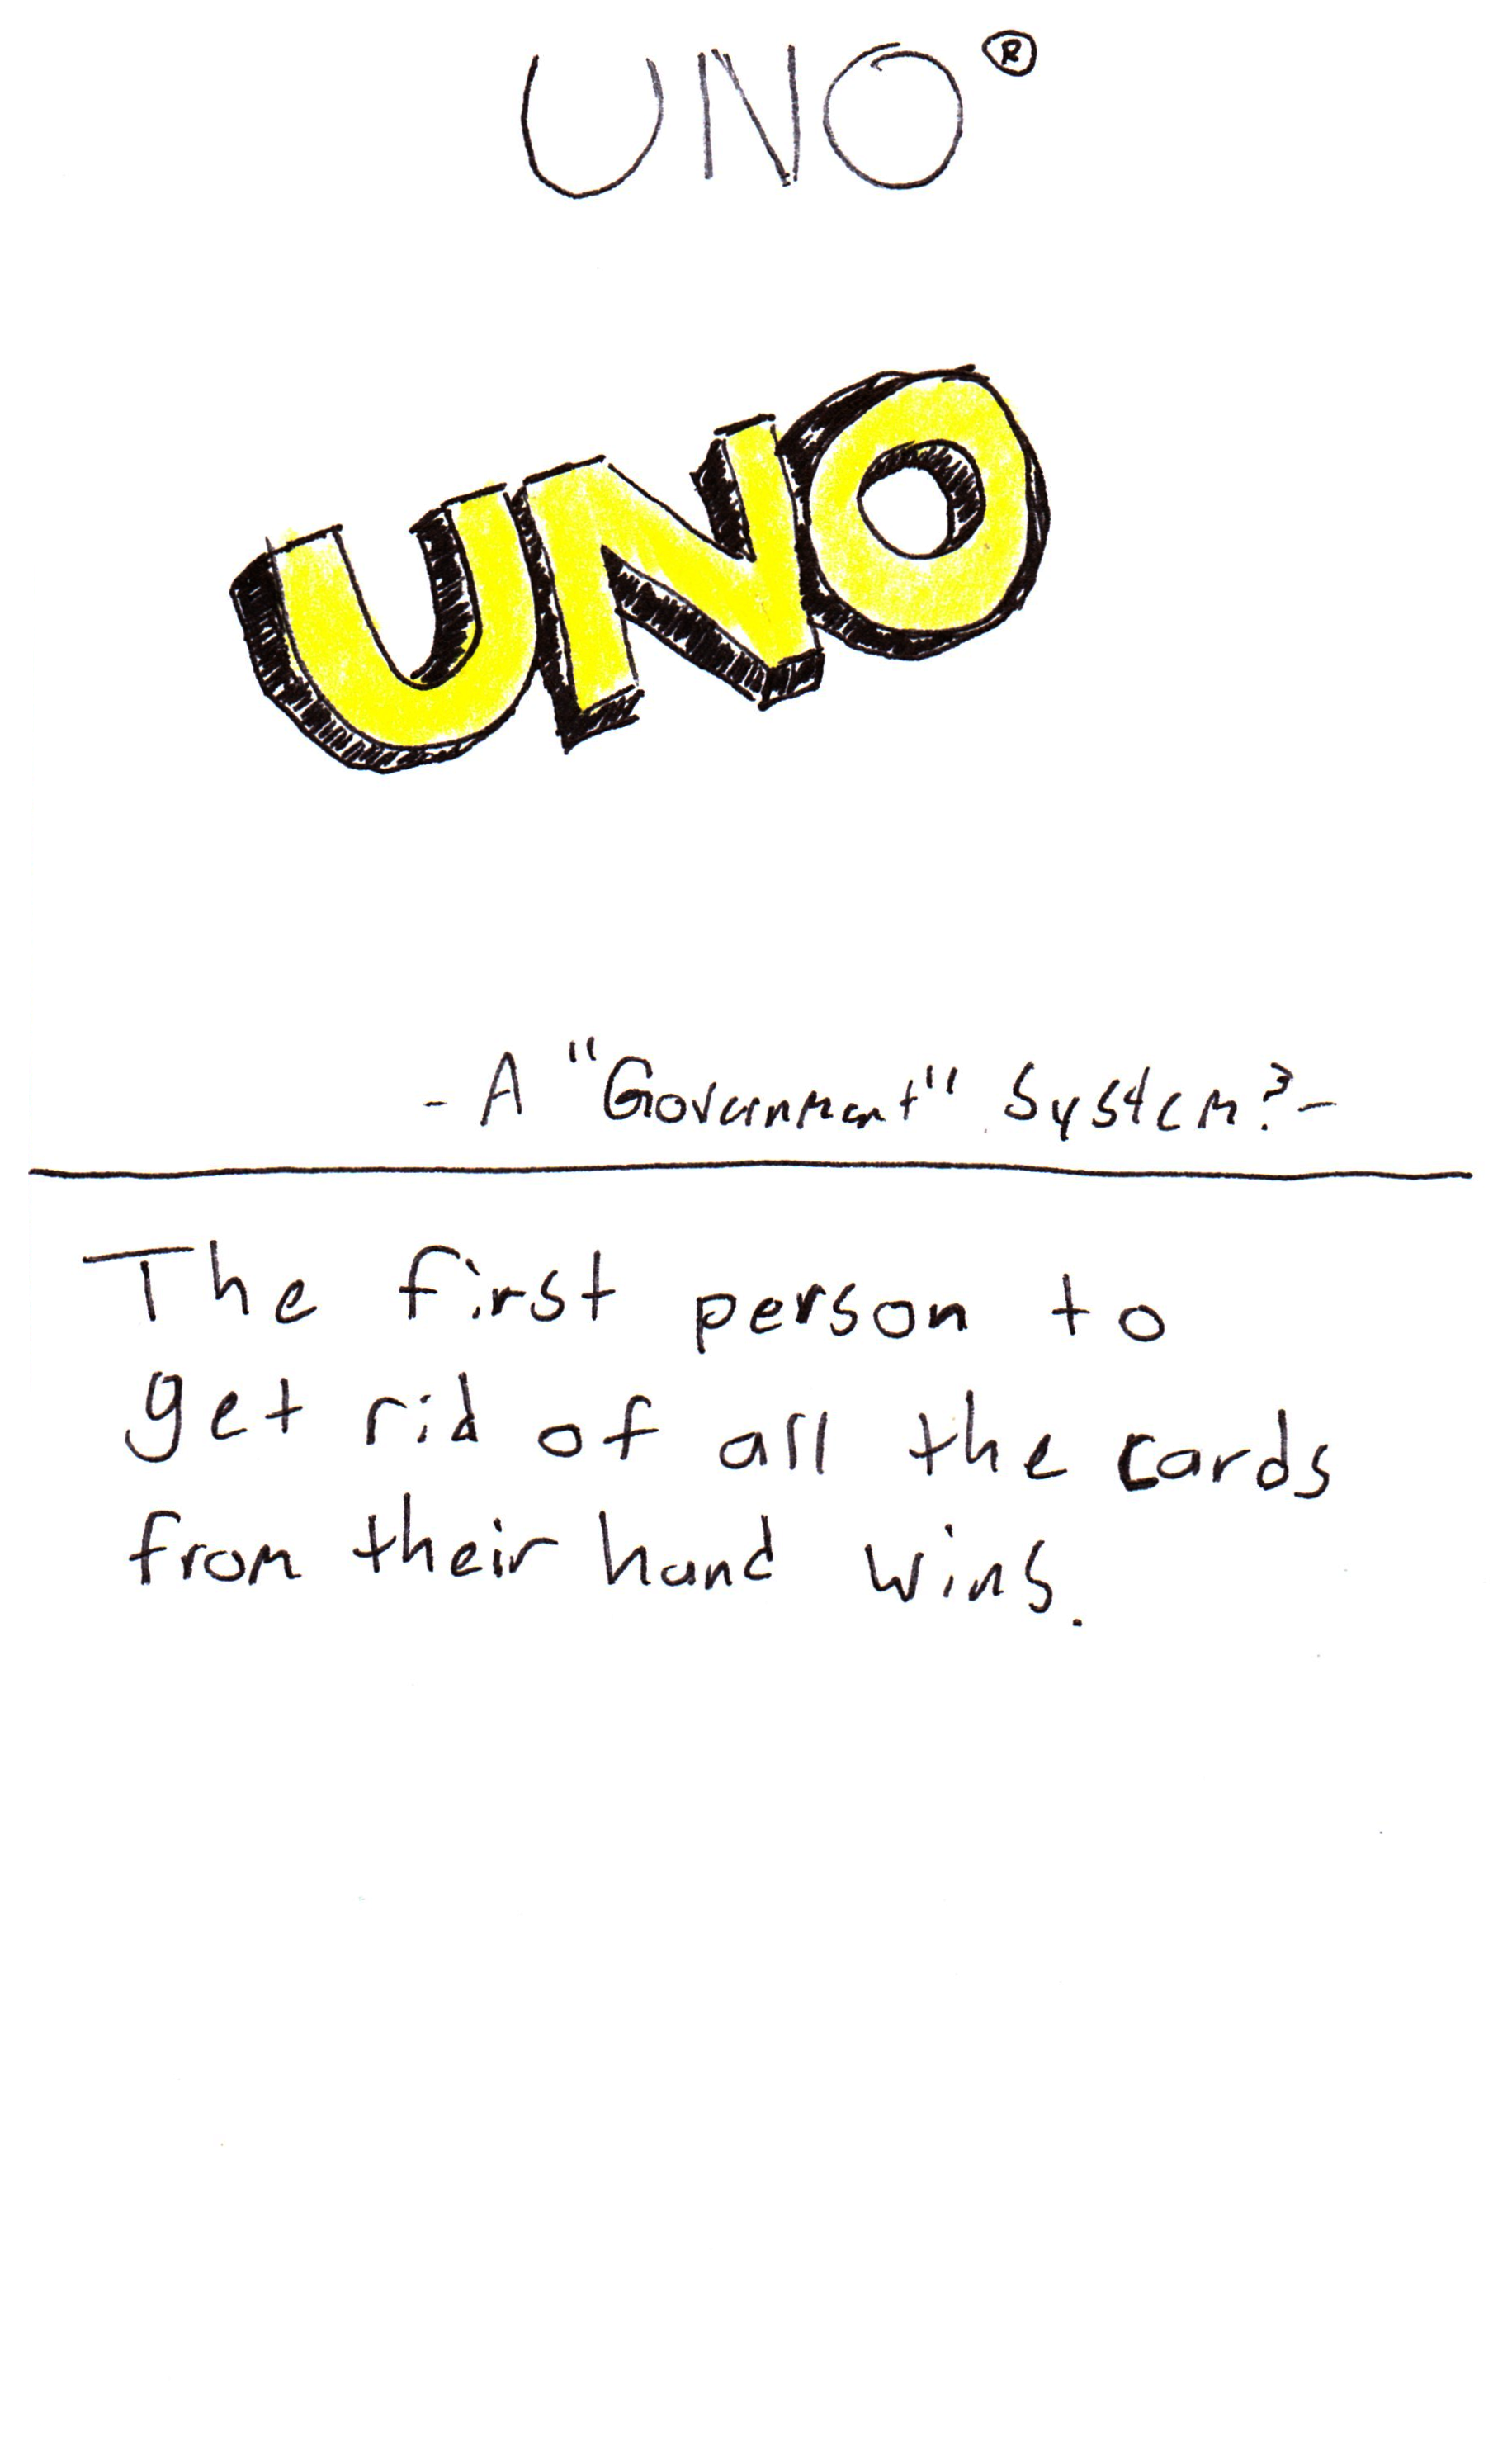 UNO®
UNO
- A "Government" System? -
The first person to
get rid of all the cards
from their hand wins.